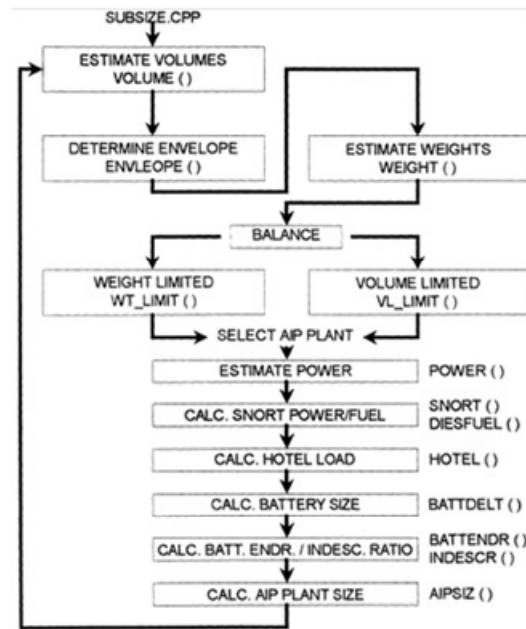 SUBSIZE.CPP
ESTIMATE VOLUMES
VOLUME ( )
DETERMINE ENVELOPE
ENVLEOPE ( )
ESTIMATE WEIGHTS
WEIGHT ( )
BALANCE
WEIGHT LIMITED
WT_LIMIT ( )
VOLUME LIMITED
VL_LIMIT ( )
SELECT AIP PLANT
ESTIMATE POWER
POWER ( )
CALC. SNORT POWER/FUEL
SNORT ( )
DIESFUEL ( )
CALC. HOTEL LOAD
HOTEL ( )
CALC. BATTERY SIZE
BATTDELT ( )
CALC. BATT. ENDR. / INDESC. RATIO
BATTENDR ( )
INDESCR ( )
CALC. AIP PLANT SIZE
AIPSIZ ( )